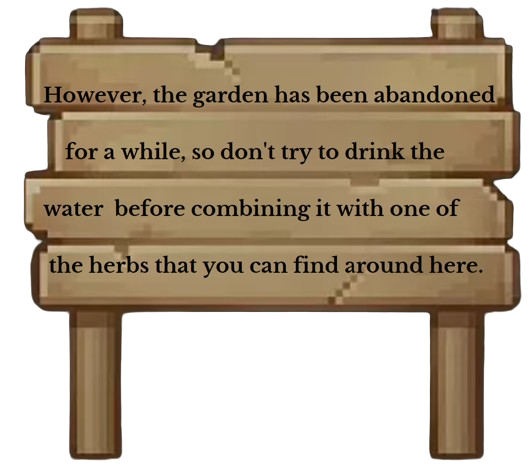 However, the garden has been abandoned
for a while, so don't try to drink the
water before combining it with one of
the herbs that you can find around here.